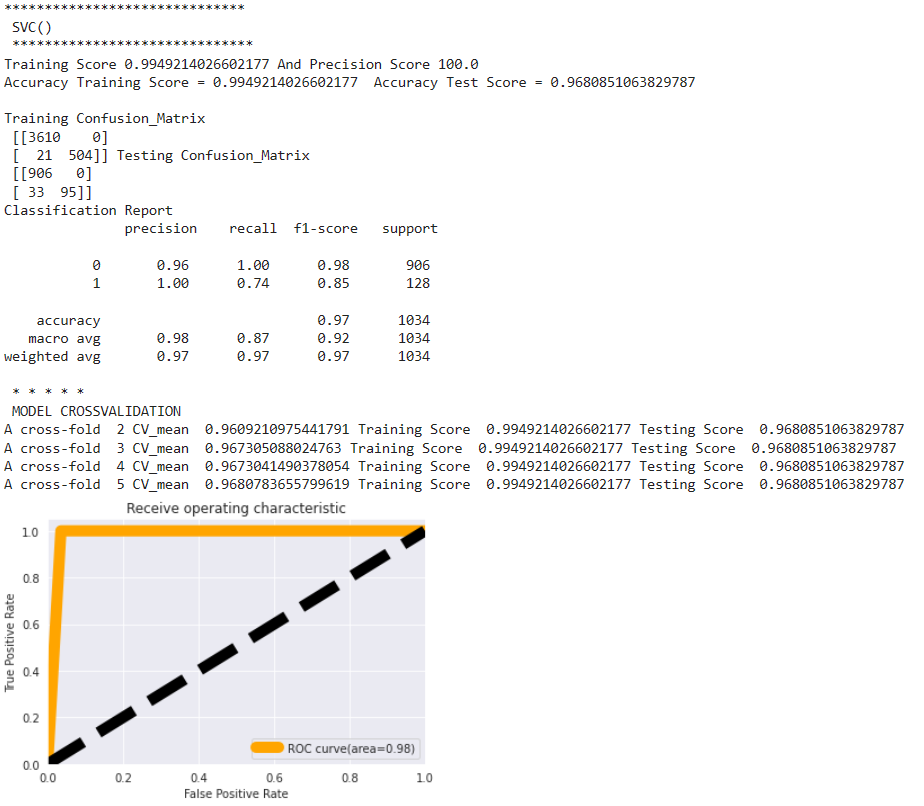 ******************************
SVC()
******************************
Training Score 0.9949214026602177 And Precision Score 100.0
Accuracy Training Score = 0.9949214026602177  Accuracy Test Score = 0.9680851063829787
Training Confusion_Matrix
[[3610    0]
[  21  504]] Testing Confusion_Matrix
[[906   0]
[ 33  95]]
Classification Report
precision    recall  f1-score   support
0       0.96      1.00      0.98       906
1       1.00      0.74      0.85       128
accuracy                           0.97      1034
macro avg       0.98      0.87      0.92      1034
weighted avg       0.97      0.97      0.97      1034
* * * * *
MODEL CROSSVALIDATION
A cross-fold  2 CV_mean  0.9609210975441791 Training Score  0.9949214026602177 Testing Score  0.9680851063829787
A cross-fold  3 CV_mean  0.967305088024763 Training Score  0.9949214026602177 Testing Score  0.9680851063829787
A cross-fold  4 CV_mean  0.9673041490378054 Training Score  0.9949214026602177 Testing Score  0.9680851063829787
A cross-fold  5 CV_mean  0.9680783655799619 Training Score  0.9949214026602177 Testing Score  0.9680851063829787
Receive operating characteristic
1.0
0.8
0.6
0.4
0.2
0.0
True Positive Rate
ROC curve(area=0.98)
0.0 0.2 0.4 0.6 0.8 1.0
False Positive Rate